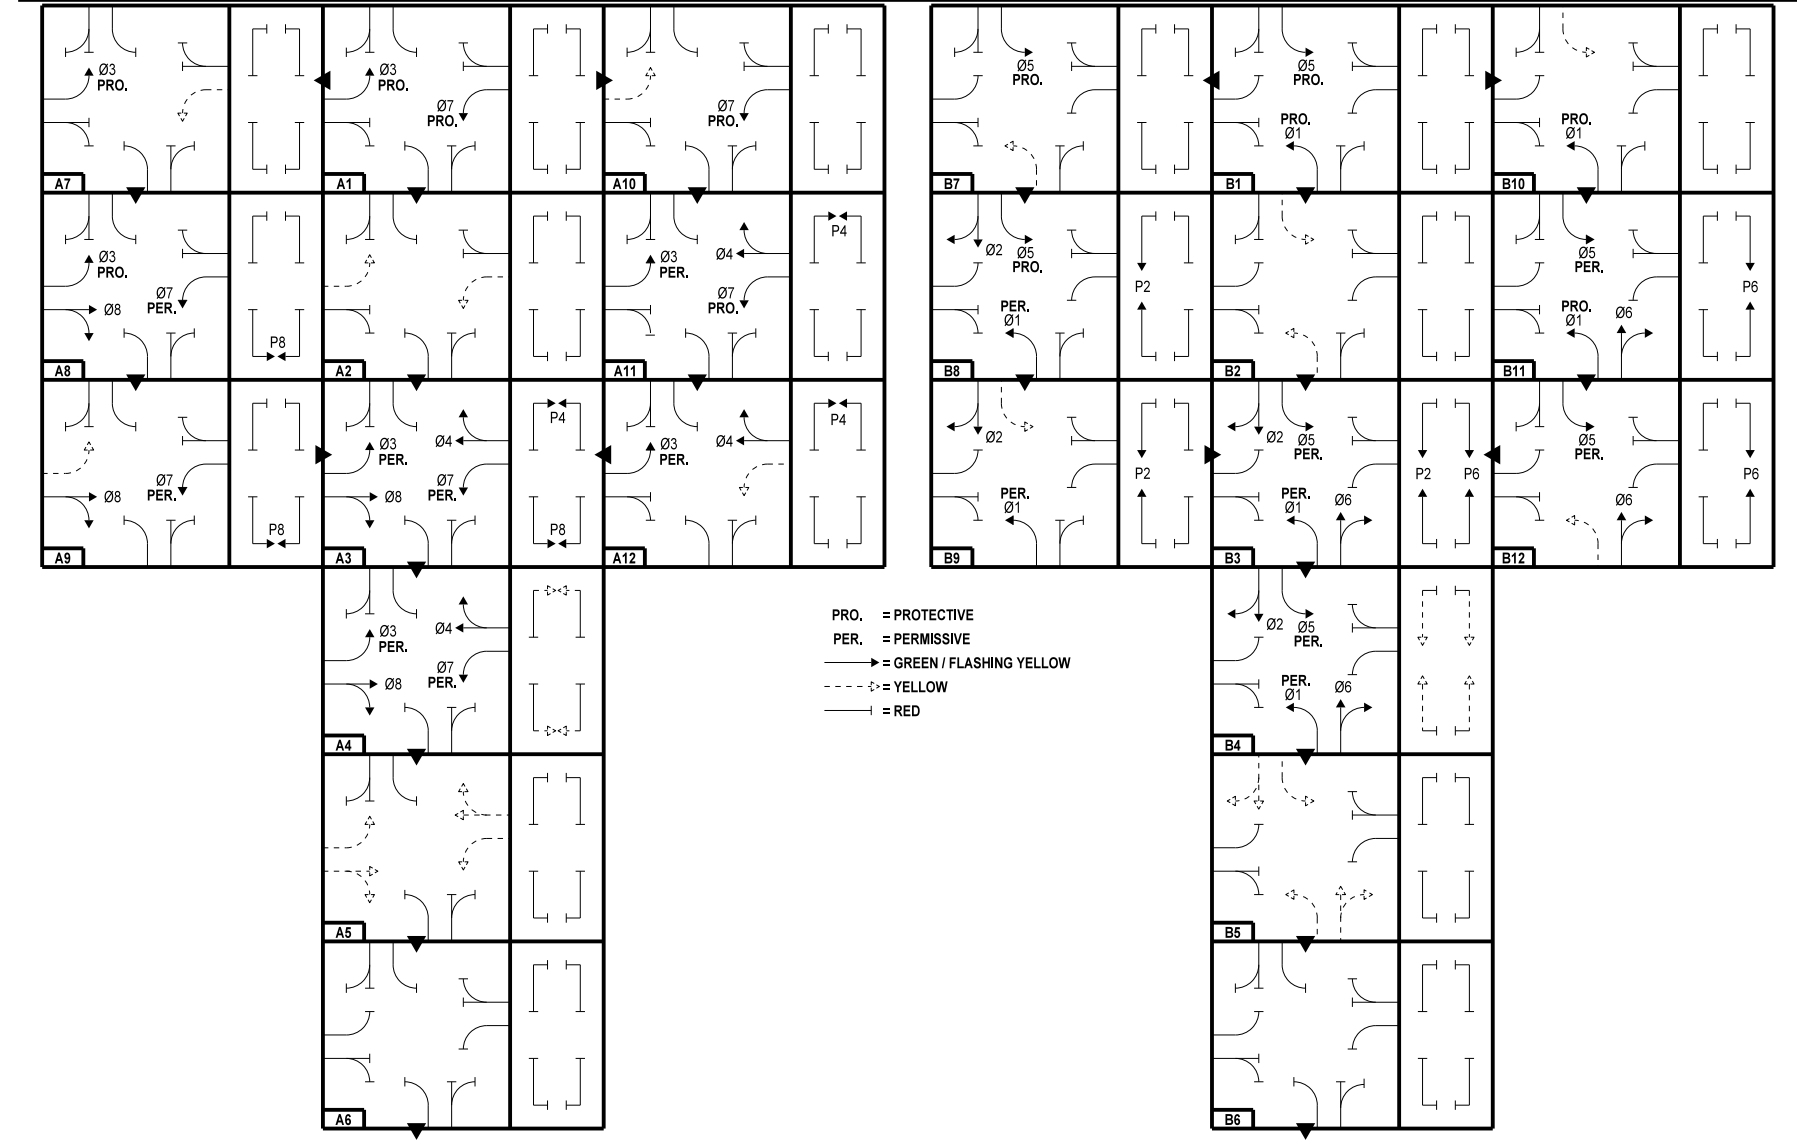 Ø3
PRO.
A7
Ø3
PRO.
Ø7
PRO.
A1
Ø7
PRO.
A10
Ø5
PRO.
B7
Ø5
PRO.
PRO.
Ø1
B1
PRO.
Ø1
B10
Ø3
PRO.
Ø7
PER.
Ø8
P8
A8
A2
Ø3
PER.
Ø4
Ø7
PRO.
P4
A11
Ø2
Ø5
PRO.
PER.
Ø1
P2
B8
B2
Ø5
PER.
PRO.
Ø1
Ø6
P6
B11
Ø8
Ø7
PER.
P8
A9
Ø3
PER.
Ø4
Ø7
PER.
Ø8
P4
P8
A3
Ø3
PER.
Ø4
P4
A12
Ø2
PER.
Ø1
P2
B9
Ø2
Ø5
PER.
PER.
Ø1
Ø6
P2 P6
B3
Ø5
PER.
Ø6
P6
B12
Ø3
PER.
Ø4
Ø7
PER.
Ø8
A4
PRO. = PROTECTIVE
PER. = PERMISSIVE
= GREEN / FLASHING YELLOW
= YELLOW
= RED
Ø2
Ø5
PER.
PER.
Ø1
Ø6
B4
A5
B5
A6
B6